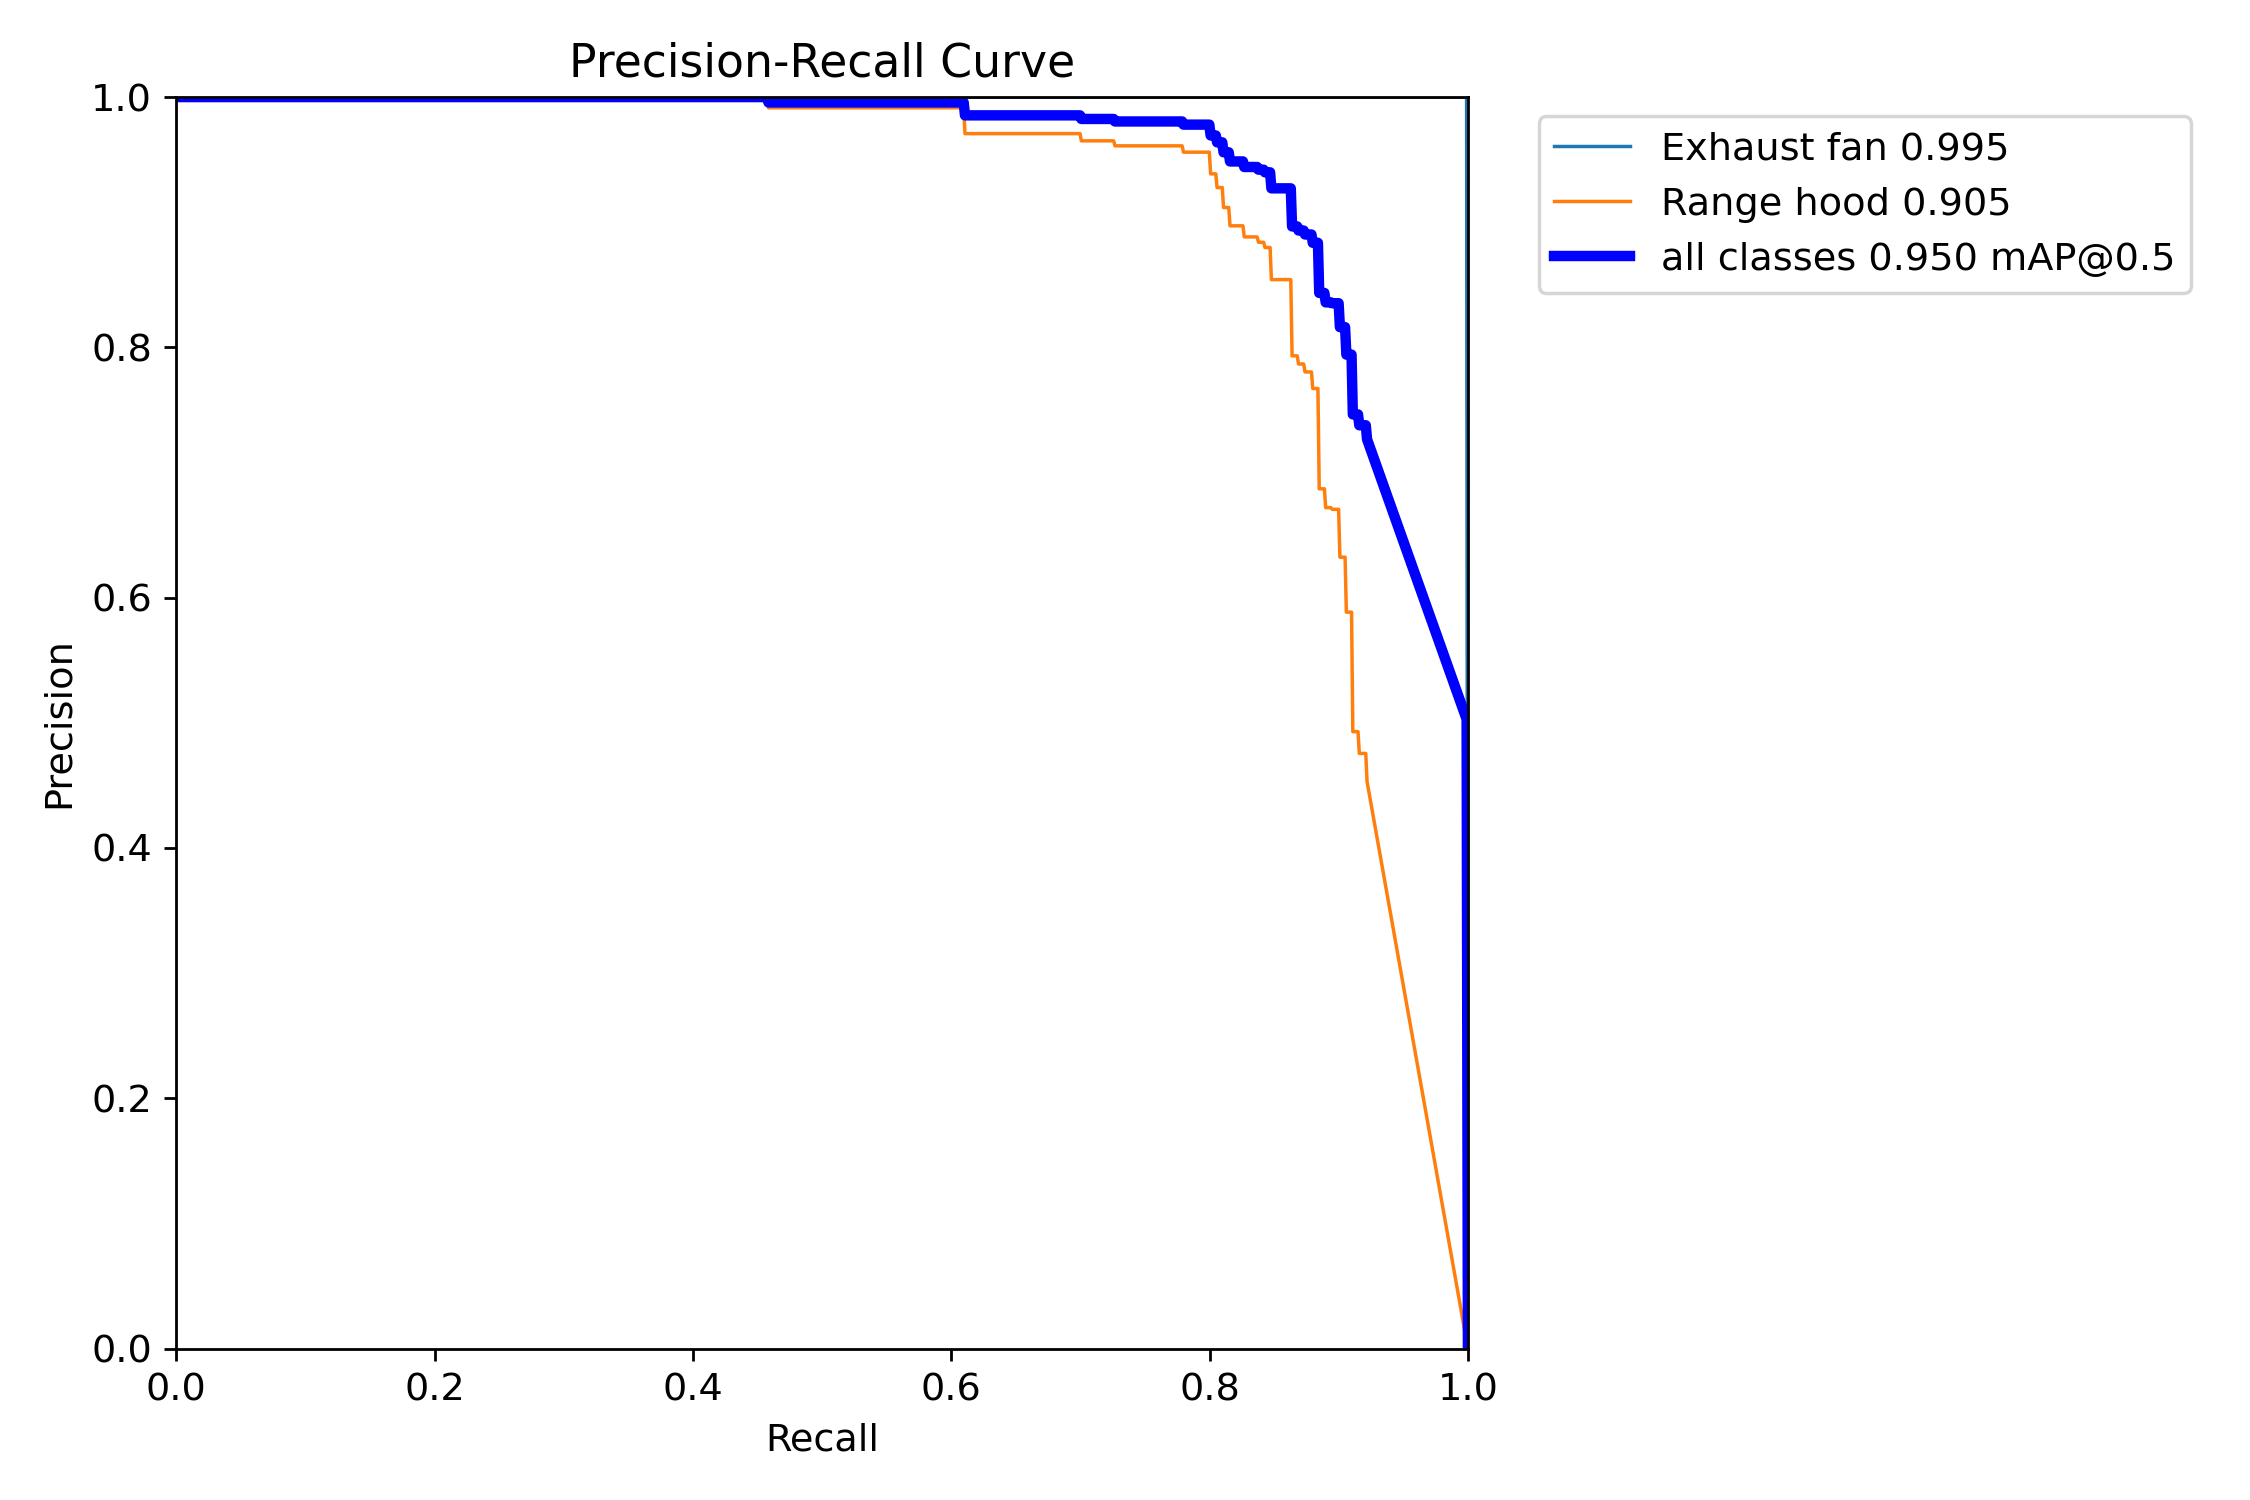 Precision-Recall Curve
1.0
0.8
0.6
0.4
0.2
0.0
Precision
0.0 0.2 0.4 0.6 0.8 1.0
Recall
Exhaust fan 0.995
Range hood 0.905
all classes 0.950 mAP@0.5